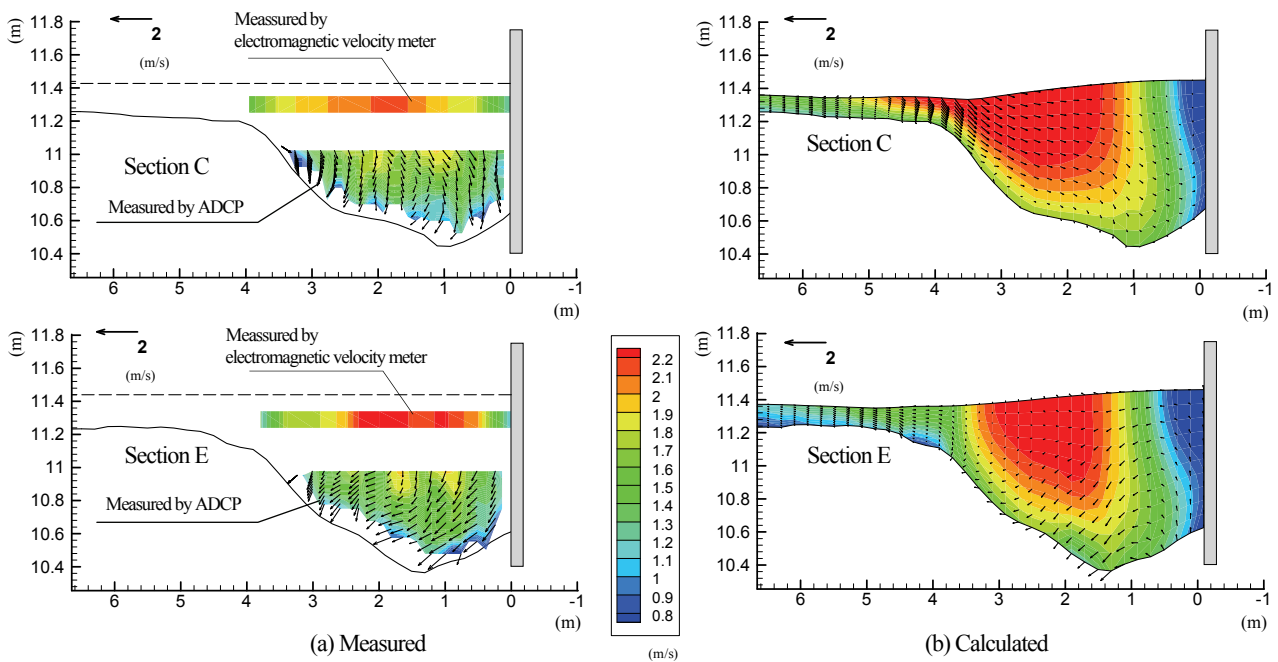 (m)
11.8
11.6
11.4
11.2
11
10.8
10.6
10.4
2
(m/s)
Meassured by
electromagnetic velocity meter
Section C
Measured by ADCP
6 5 4 3 2 1 0 -1
(m)
(m)
11.8
11.6
11.4
11.2
11
10.8
10.6
10.4
2
(m/s)
Section C
6 5 4 3 2 1 0 -1
(m)
(m)
11.8
11.6
11.4
11.2
11
10.8
10.6
10.4
2
(m/s)
Meassured by
electromagnetic velocity meter
Section E
Measured by ADCP
6 5 4 3 2 1 0 -1
(m)
(a) Measured
2.2
2.1
2
1.9
1.8
1.7
1.6
1.5
1.4
1.3
1.2
1.1
1
0.9
0.8
(m/s)
(m)
11.8
11.6
11.4
11.2
11
10.8
10.6
10.4
2
(m/s)
Section E
6 5 4 3 2 1 0 -1
(m)
(b) Calculated